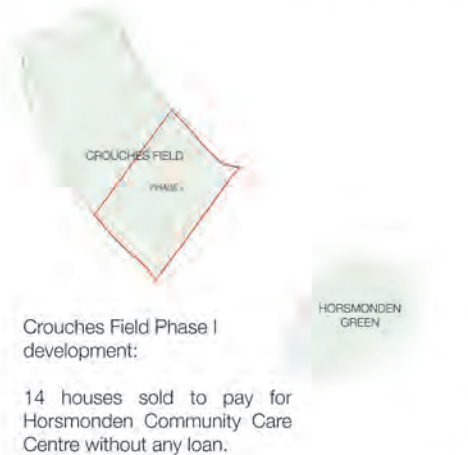 CROUCHES FIELD
PHASE I
HORSMONDEN
GREEN
Crouches Field Phase I
development:
14 houses sold to pay for
Horsmonden Community Care
Centre without any loan.